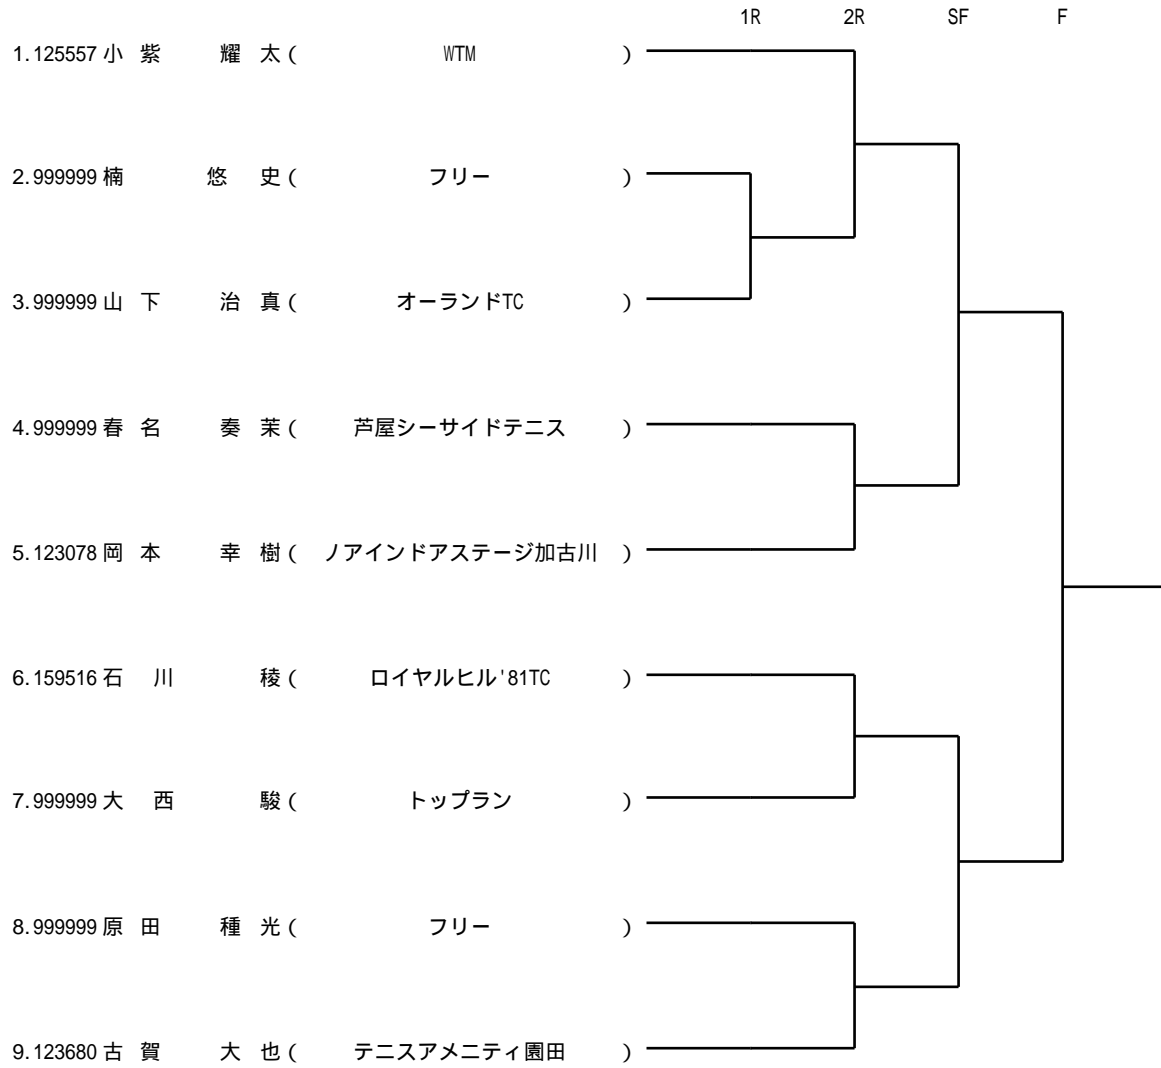 1R 2R SF F
1.125557 小 紫 耀 太 ( WTM )
2.999999 楠 悠 史 ( フリー )
3.999999 山 下 治 真 ( オーランドTC )
4.999999 春 名 奏 茉 ( 芦屋シーサイドテニス )
5.123078 岡 本 幸 樹 ( ノアインドアステージ加古川 )
6.159516 石 川 稜 ( ロイヤルヒル'81TC )
7.999999 大 西 駿 ( トップラン )
8.999999 原 田 種 光 ( フリー )
9.123680 古 賀 大 也 ( テニスアメニティ園田 )